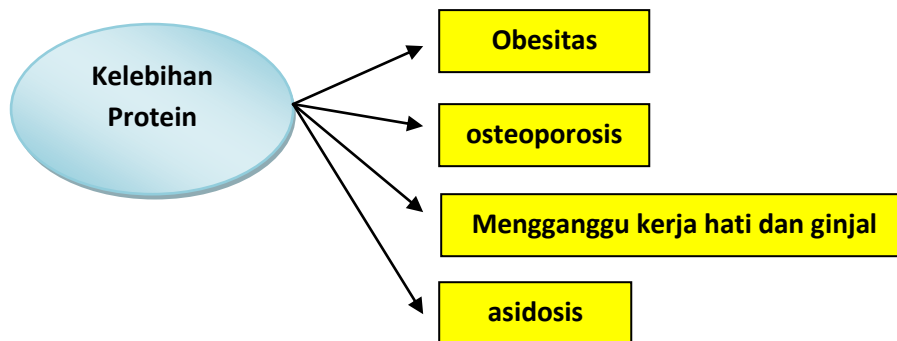 Kelebihan
Protein
Obesitas
osteoporosis
Mengganggu kerja hati dan ginjal
asidosis